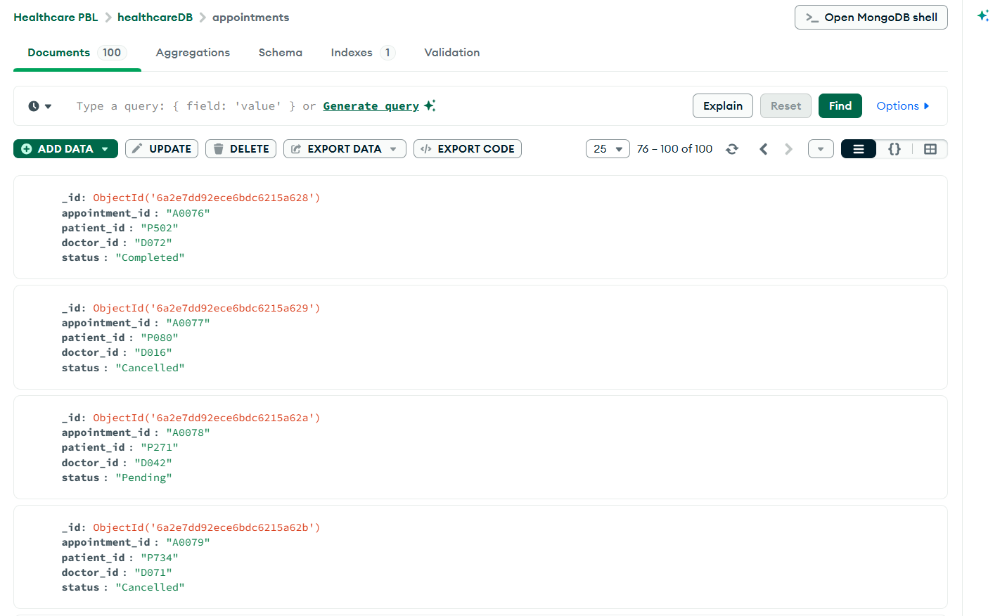 Healthcare PBL > healthcareDB > appointments
>_ Open MongoDB shell
Documents 100 Aggregations Schema Indexes 1 Validation
Type a query: { field: 'value' } or Generate query
Explain Reset Find Options
ADD DATA UPDATE DELETE EXPORT DATA </> EXPORT CODE 25 76 – 100 of 100 {}
_id: ObjectId('6a2e7dd92ece6bdc6215a628')
appointment_id : "A0076"
patient_id : "P502"
doctor_id : "D072"
status : "Completed"
_id: ObjectId('6a2e7dd92ece6bdc6215a629')
appointment_id : "A0077"
patient_id : "P080"
doctor_id : "D016"
status : "Cancelled"
_id: ObjectId('6a2e7dd92ece6bdc6215a62a')
appointment_id : "A0078"
patient_id : "P271"
doctor_id : "D042"
status : "Pending"
_id: ObjectId('6a2e7dd92ece6bdc6215a62b')
appointment_id : "A0079"
patient_id : "P734"
doctor_id : "D071"
status : "Cancelled"